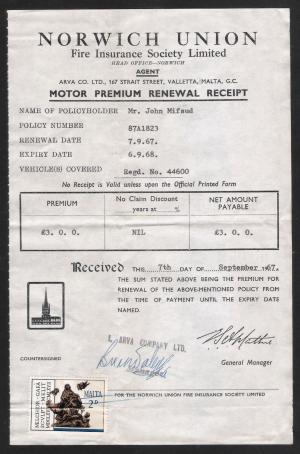 NORWICH UNION
Fire Insurance Society Limited
HEAD OFFICE—NORWICH
AGENT
ARVA CO. LTD., 167 STRAIT STREET, VALLETTA, MALTA, G.C.
MOTOR PREMIUM RENEWAL RECEIPT
NAME OF POLICYHOLDER Mr. John Mifsud
POLICY NUMBER 87A1823
RENEWAL DATE 7.9.67.
EXPIRY DATE 6.9.68.
VEHICLE(S) COVERED Regd. No. 44600
No Receipt is Valid unless upon the Official Printed Form
PREMIUM No Claim Discount years at % NET AMOUNT PAYABLE
£3. 0. 0. NIL £3. 0. 0.
Received THIS 7th DAY OF September 1967.
THE SUM STATED ABOVE BEING THE PREMIUM FOR
RENEWAL OF THE ABOVE-MENTIONED POLICY FROM
THE TIME OF PAYMENT UNTIL THE EXPIRY DATE
NAMED.
ARVA COMPANY LTD.
COUNTERSIGNED
General Manager
MALTA
2D
FOR THE NORWICH UNION FIRE INSURANCE SOCIETY LIMITED